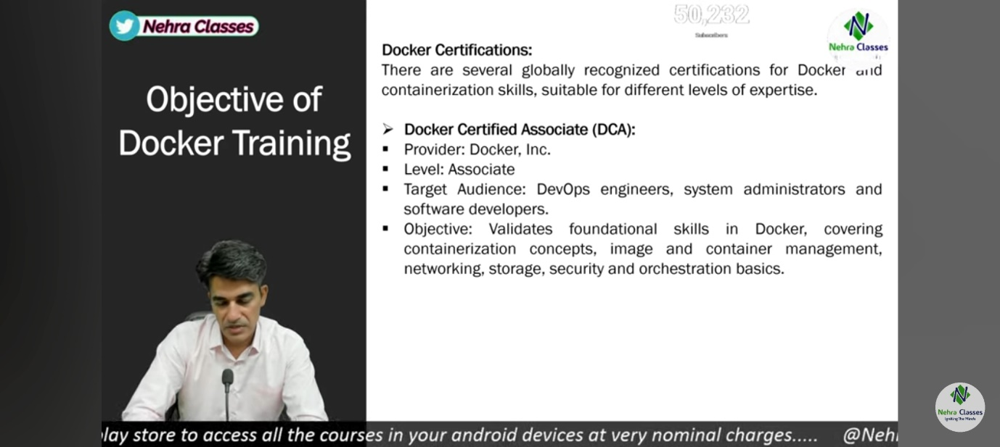 Nehra Classes
Objective of
Docker Training
50,232
Subscribers
Nehra Classes
Docker Certifications:
There are several globally recognized certifications for Docker and
containerization skills, suitable for different levels of expertise.
➢ Docker Certified Associate (DCA):
▪ Provider: Docker, Inc.
▪ Level: Associate
▪ Target Audience: DevOps engineers, system administrators and
software developers.
▪ Objective: Validates foundational skills in Docker, covering
containerization concepts, image and container management,
networking, storage, security and orchestration basics.
Nehra Classes
Igniting The Minds
lay store to access all the courses in your android devices at very nominal charges..... @Neh